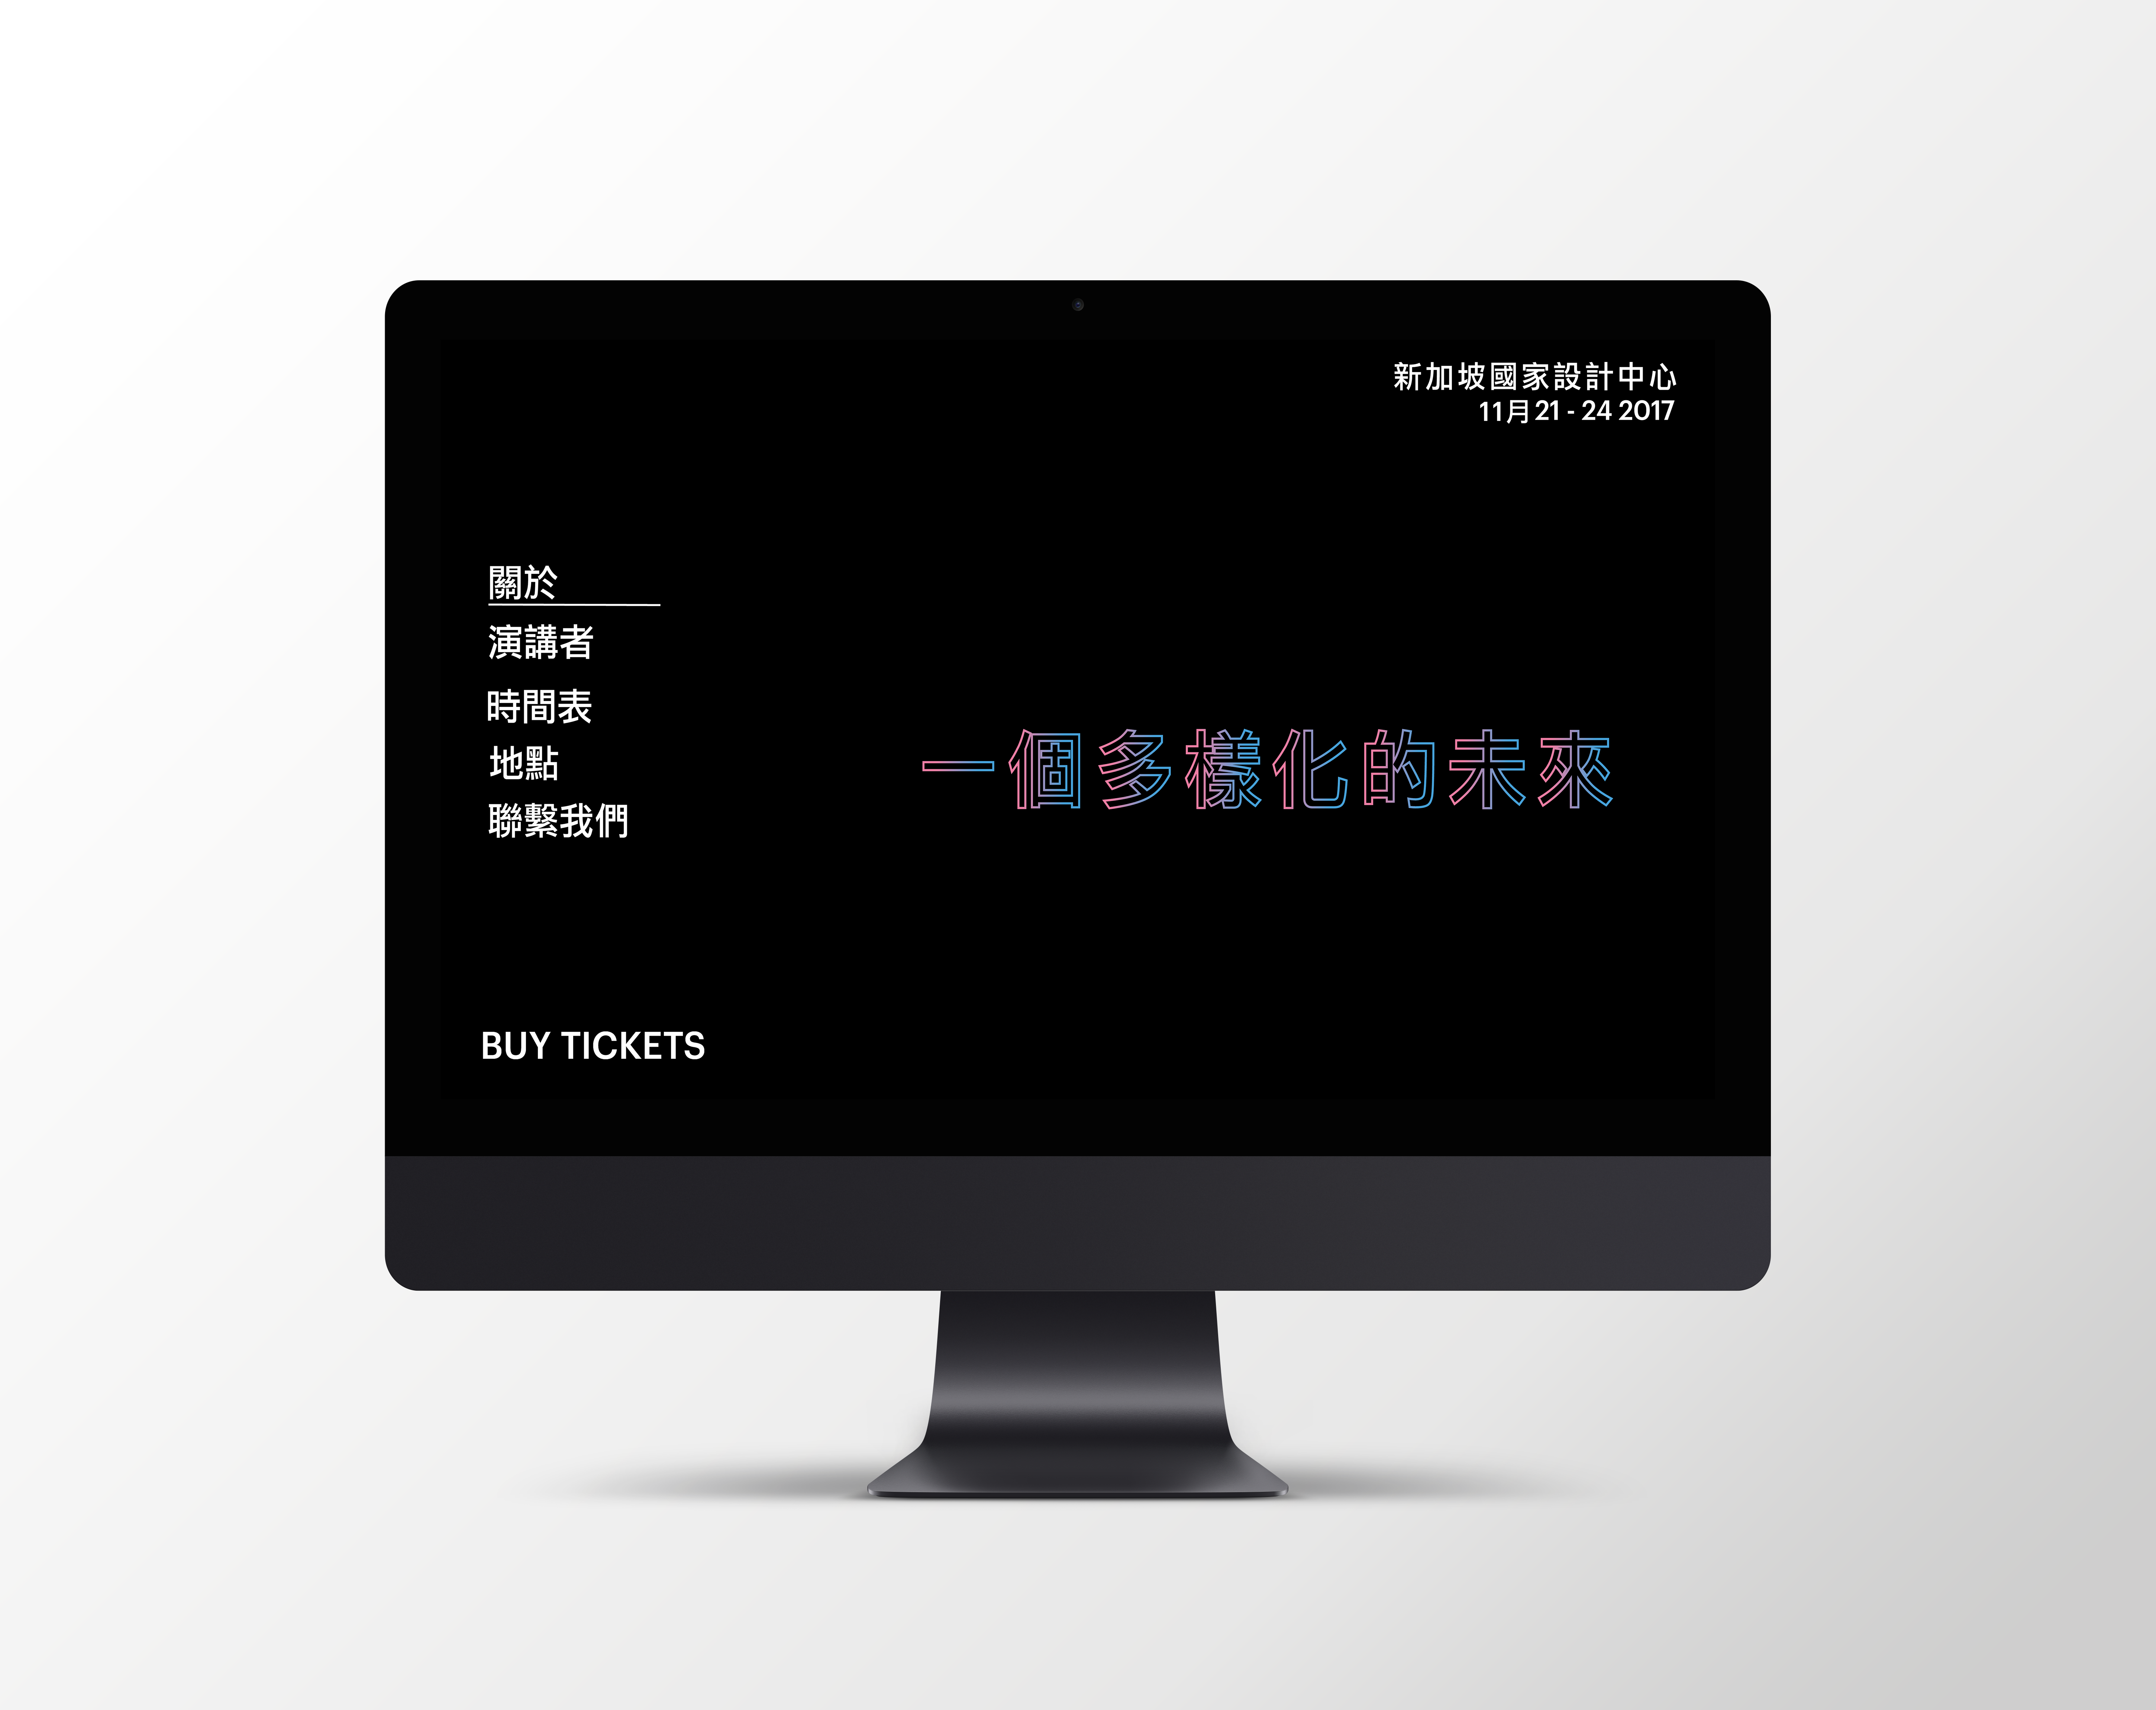 新加坡國家設計中心
11月 21 - 24 2017
關於
演講者
時間表
地點
聯繫我們
一個多樣化的未來
BUY TICKETS